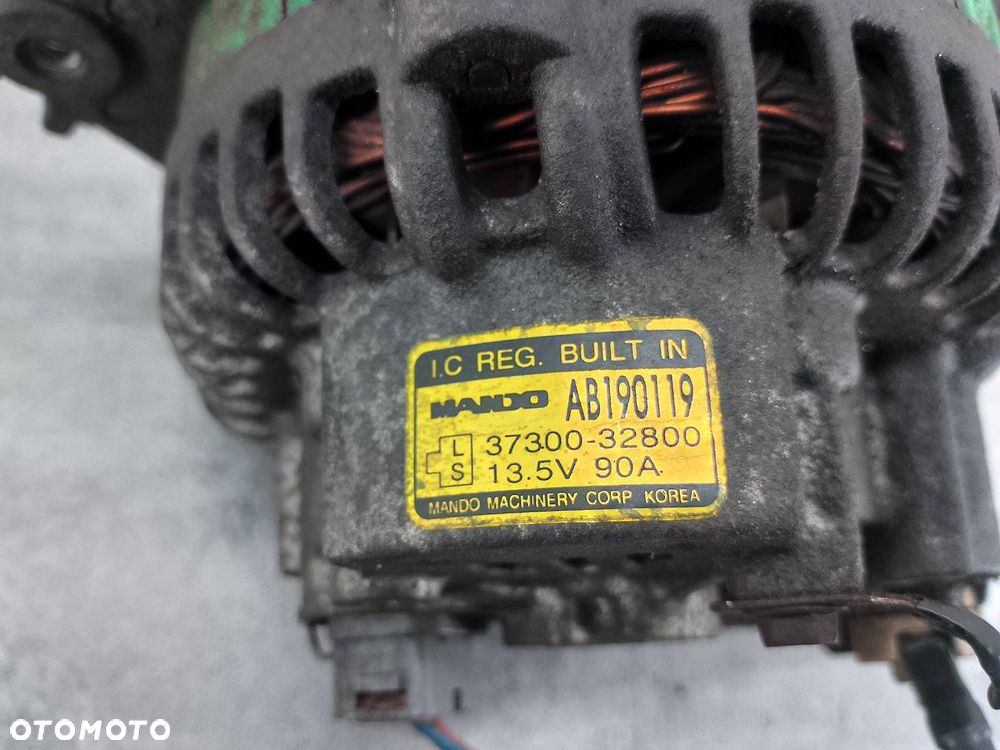 I.C REG. BUILT IN
MANDO AB190119
L 37300-32800
S 13.5V 90A
MANDO MACHINERY CORP KOREA
OTOMOTO